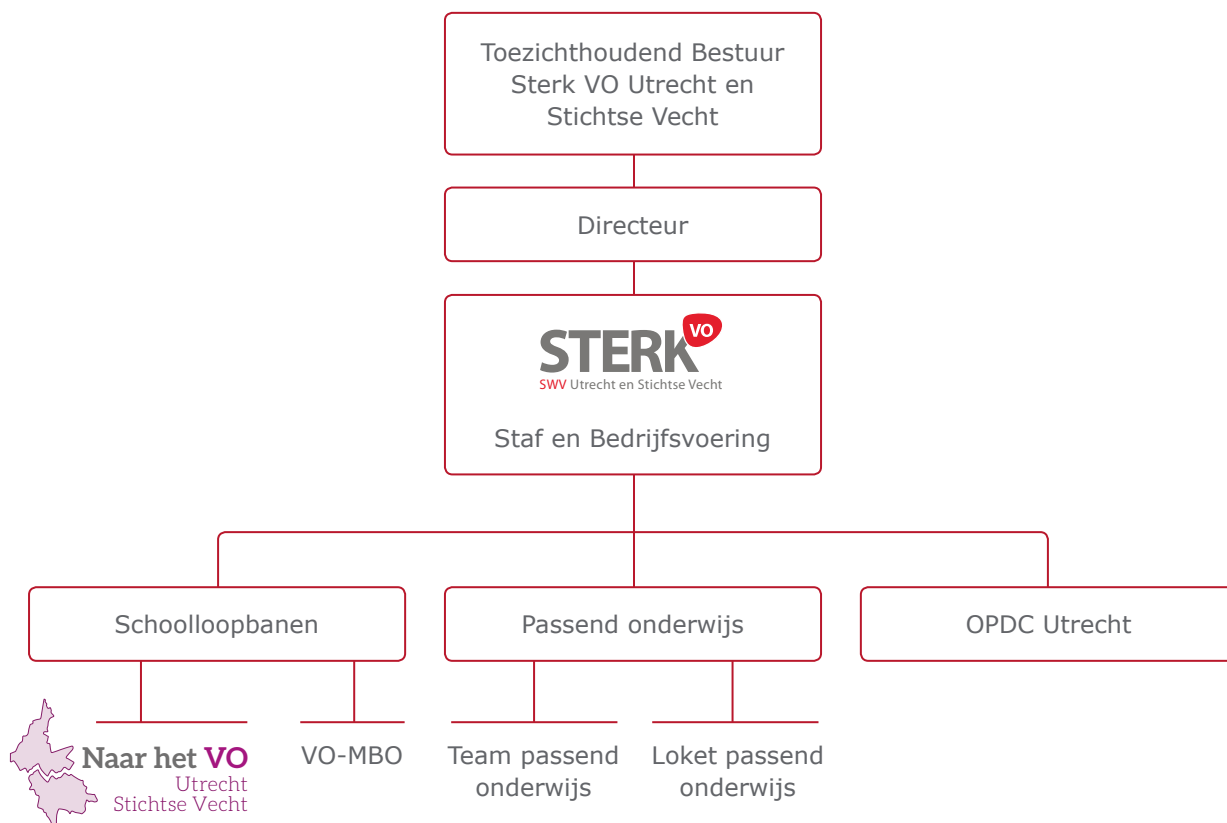 Toezichthoudend Bestuur
Sterk VO Utrecht en
Stichtse Vecht
Directeur
STERK VO
SWV Utrecht en Stichtse Vecht
Staf en Bedrijfsvoering
Schoolloopbanen
Passend onderwijs
OPDC Utrecht
Naar het VO
Utrecht
Stichtse Vecht
VO-MBO
Team passend
onderwijs
Loket passend
onderwijs